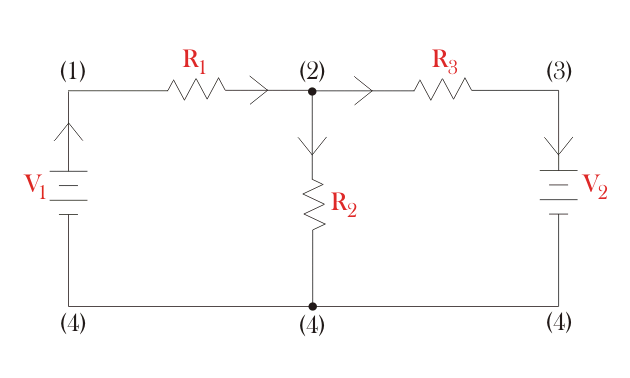 R1
R3
(1)
(2)
(3)
V1
R2
V2
(4)
(4)
(4)